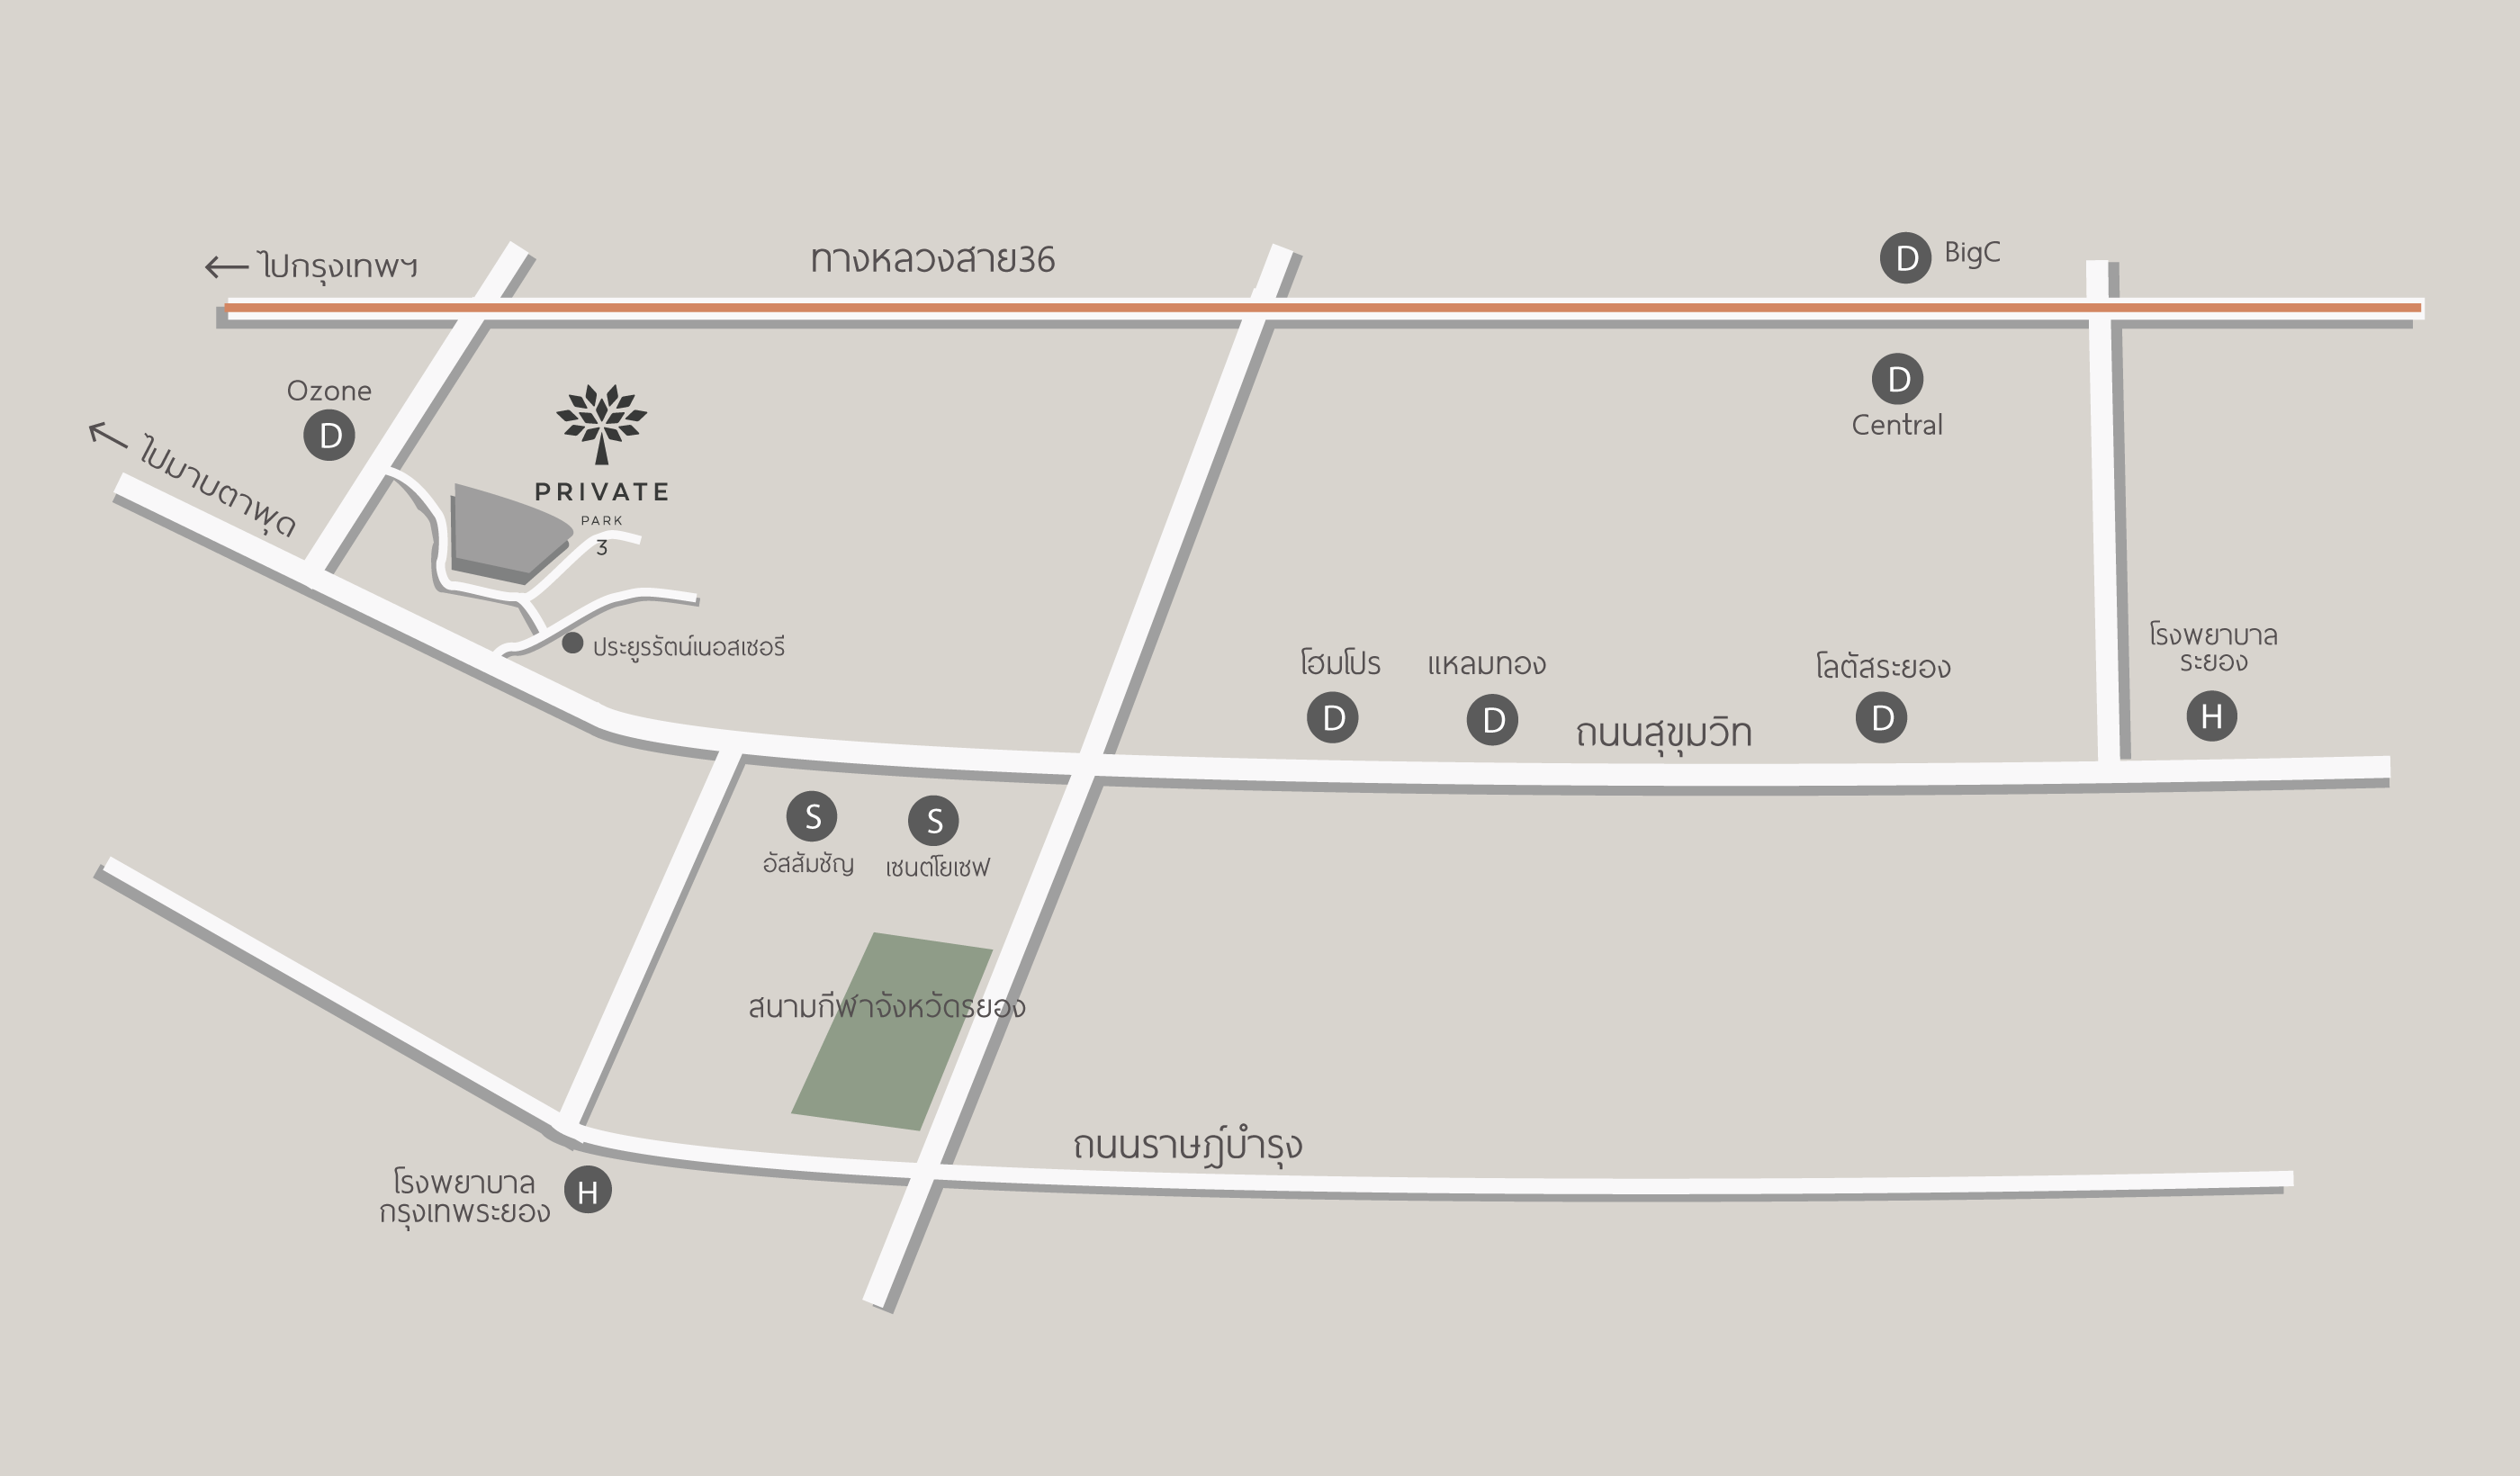 ทางหลวงสาย36
D BigC
← ไปกรุงเทพฯ
D
Central
Ozone
D
← ไปมาบตาพุด
PRIVATE
PARK
3
ประยูรรัตน์เนอสเซอรี
โฮมโปร
D
แหลมทอง
D
ถนนสุขุมวิท
โลตัสระยอง
D
โรงพยาบาล
ระยอง
H
S
อัสสัมชัญ
S
เซนต์โยเซฟ
สนามกีฬาจังหวัดรยอง
ถนนราษฎ์บำรุง
โรงพยาบาล
กรุงเทพระยอง
H